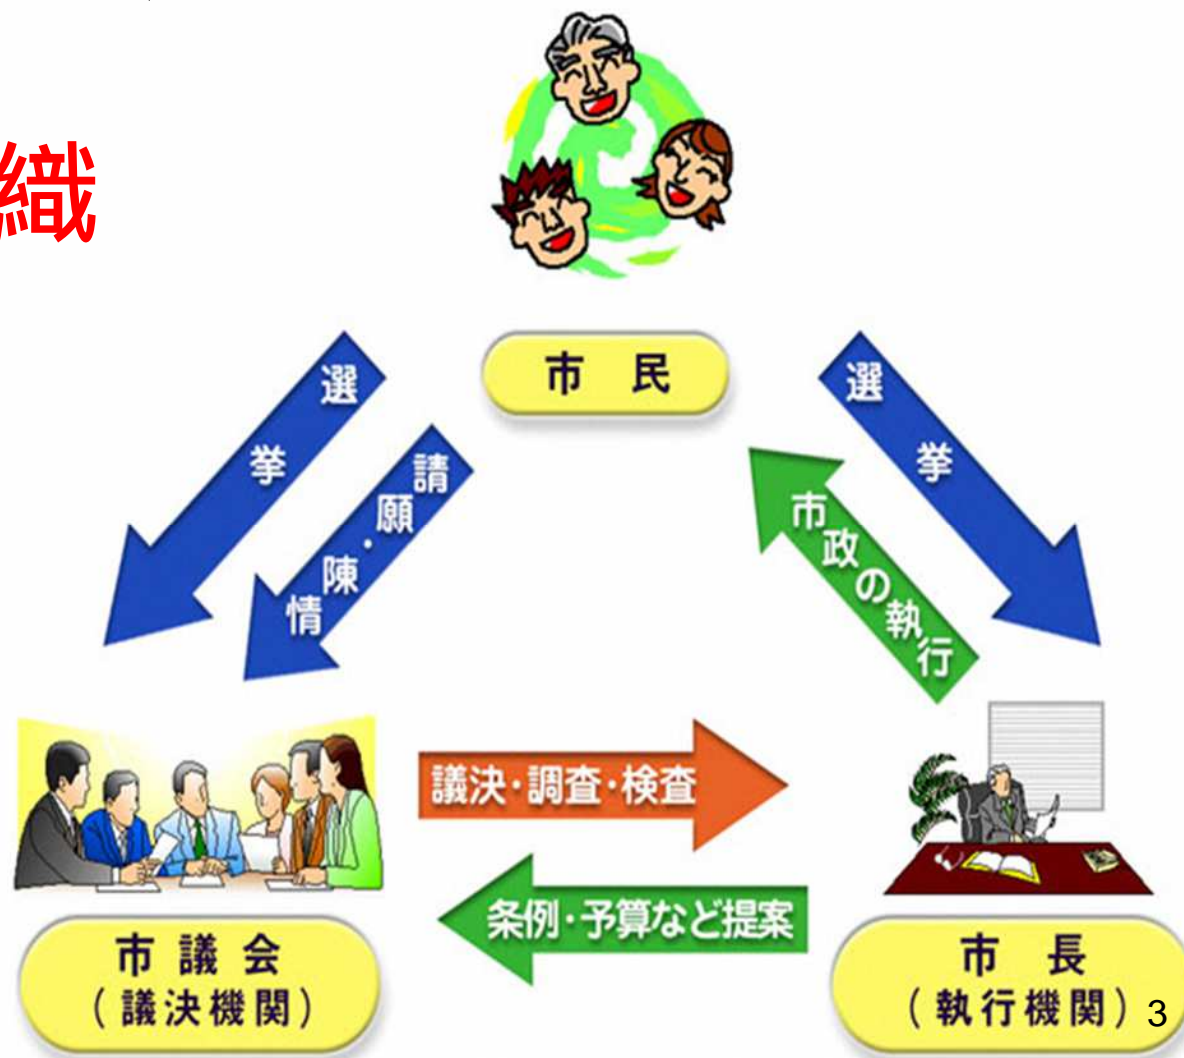 織
市 民
選挙
請願・陳情
選挙
市政の執行
議決・調査・検査
条例・予算など提案
市 議 会
（議決機関）
市 長
（執行機関）
3